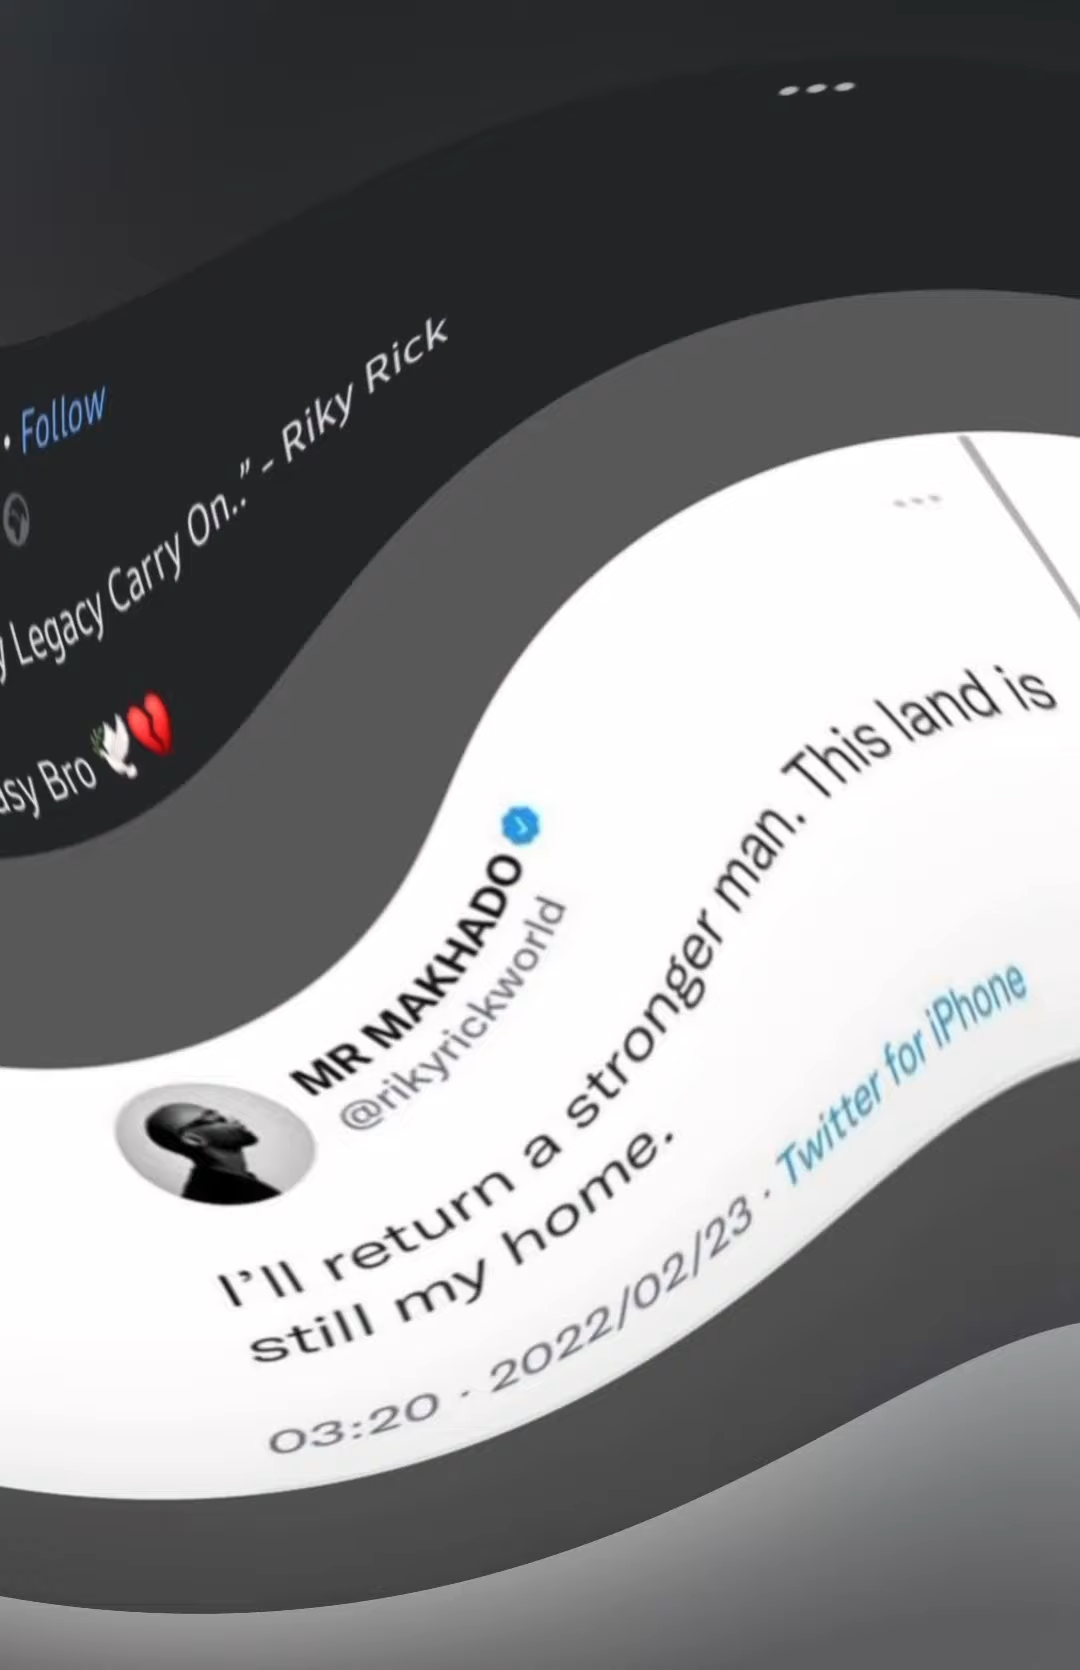 • Follow
Legacy Carry On.." - Riky Rick
Bro 🕊💔
MR MAKHADO
@rikyrickworld
I'll return a stronger man. This land is
still my home.
03:20 · 2022/02/23 · Twitter for iPhone